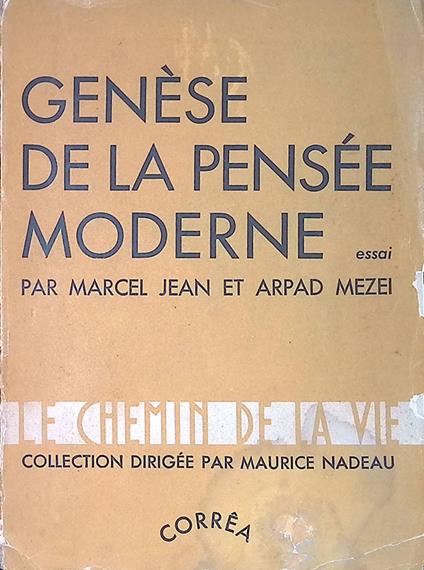 GENÈSE
DE LA PENSÉE
MODERNE essai
PAR MARCEL JEAN ET ARPAD MEZEI
LE CHEMIN DE LA VIE
COLLECTION DIRIGÉE PAR MAURICE NADEAU
CORRÊA